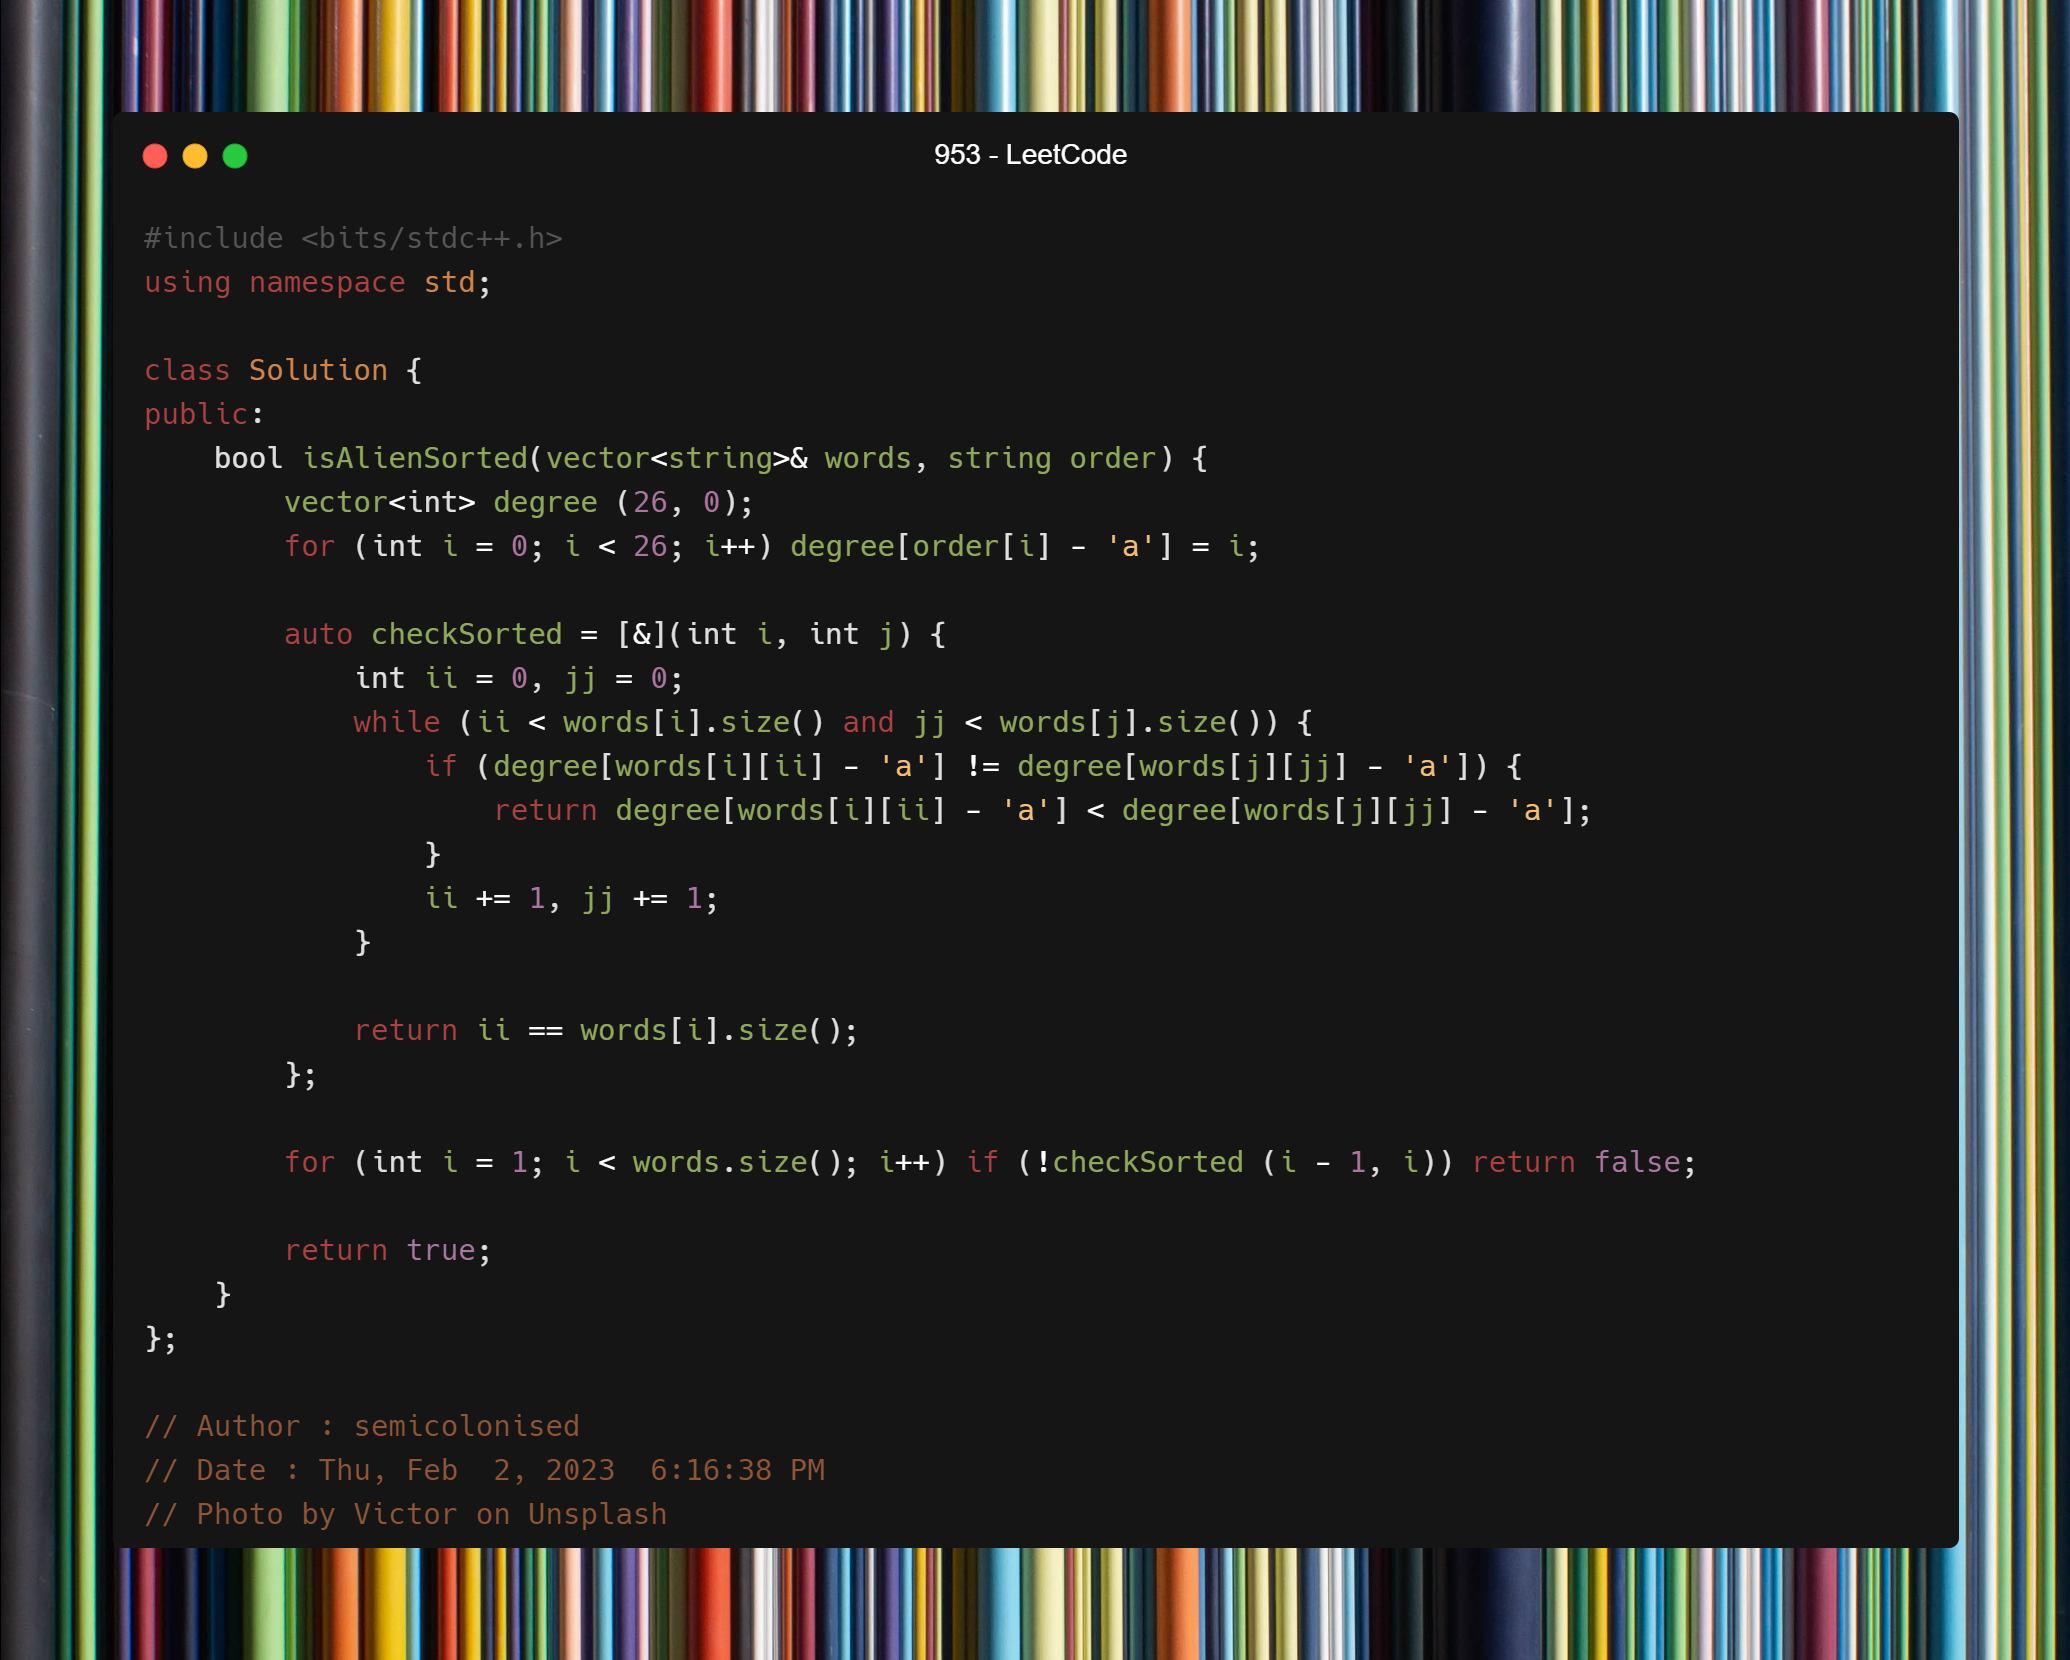 953 - LeetCode
#include <bits/stdc++.h>
using namespace std;
class Solution {
public:
    bool isAlienSorted(vector<string>& words, string order) {
        vector<int> degree (26, 0);
        for (int i = 0; i < 26; i++) degree[order[i] - 'a'] = i;
        auto checkSorted = [&](int i, int j) {
            int ii = 0, jj = 0;
            while (ii < words[i].size() and jj < words[j].size()) {
                if (degree[words[i][ii] - 'a'] != degree[words[j][jj] - 'a']) {
                    return degree[words[i][ii] - 'a'] < degree[words[j][jj] - 'a'];
                }
                ii += 1, jj += 1;
            }
            return ii == words[i].size();
        };
        for (int i = 1; i < words.size(); i++) if (!checkSorted (i - 1, i)) return false;
        return true;
    }
};
// Author : semicolonised
// Date : Thu, Feb  2, 2023  6:16:38 PM
// Photo by Victor on Unsplash